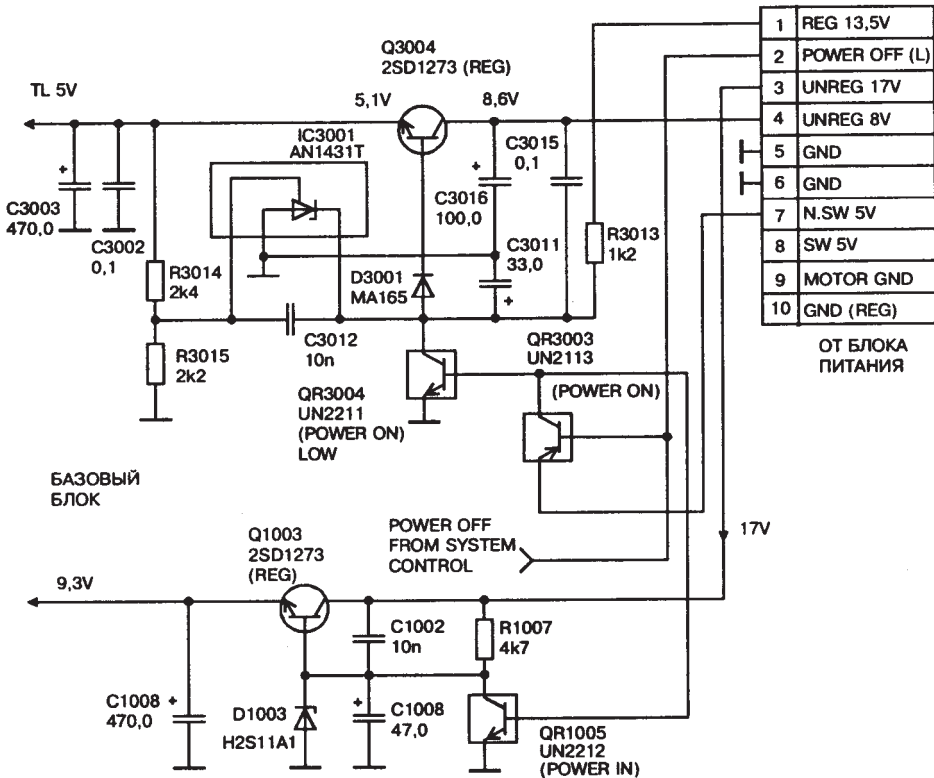 Q3004
2SD1273 (REG)
1 REG 13,5V
2 POWER OFF (L)
3 UNREG 17V
4 UNREG 8V
5 GND
6 GND
7 N.SW 5V
8 SW 5V
9 MOTOR GND
10 GND (REG)
ОТ БЛОКА
ПИТАНИЯ
TL 5V
5,1V
8,6V
IC3001
AN1431T
C3015
0,1
+
C3003
470,0
C3002
0,1
+
C3016
100,0
C3011
33,0
+
R3013
1k2
R3014
2k4
D3001
MA165
C3012
10n
R3015
2k2
QR3003
UN2113
(POWER ON)
QR3004
UN2211
(POWER ON)
LOW
БАЗОВЫЙ
БЛОК
POWER OFF
FROM SYSTEM
CONTROL
17V
Q1003
2SD1273
(REG)
9,3V
C1002
10n
R1007
4k7
C1008 +
470,0
D1003
H2S11A1
+
C1008
47,0
QR1005
UN2212
(POWER IN)